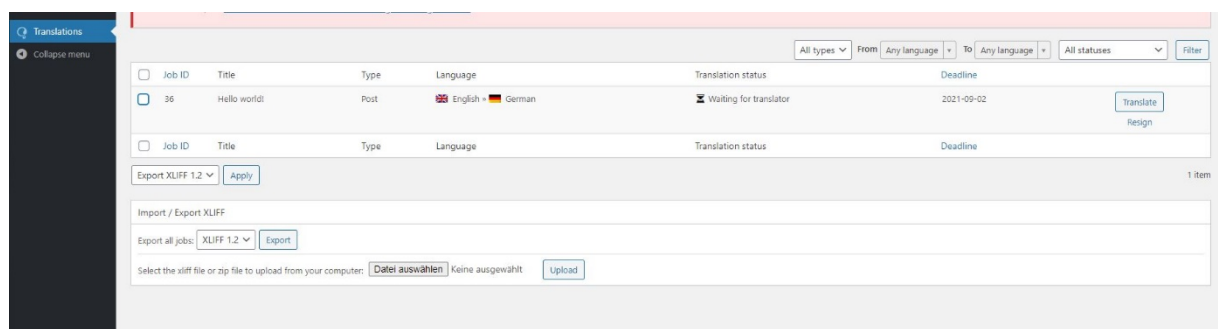 Translations
Collapse menu
All types From Any language To Any language All statuses Filter
Job ID Title Type Language Translation status Deadline
36 Hello world! Post English » German Waiting for translator 2021-09-02 Translate
Resign
Job ID Title Type Language Translation status Deadline
Export XLIFF 1.2 Apply 1 item
Import / Export XLIFF
Export all jobs: XLIFF 1.2 Export
Select the xliff file or zip file to upload from your computer: Datei auswählen Keine ausgewählt Upload